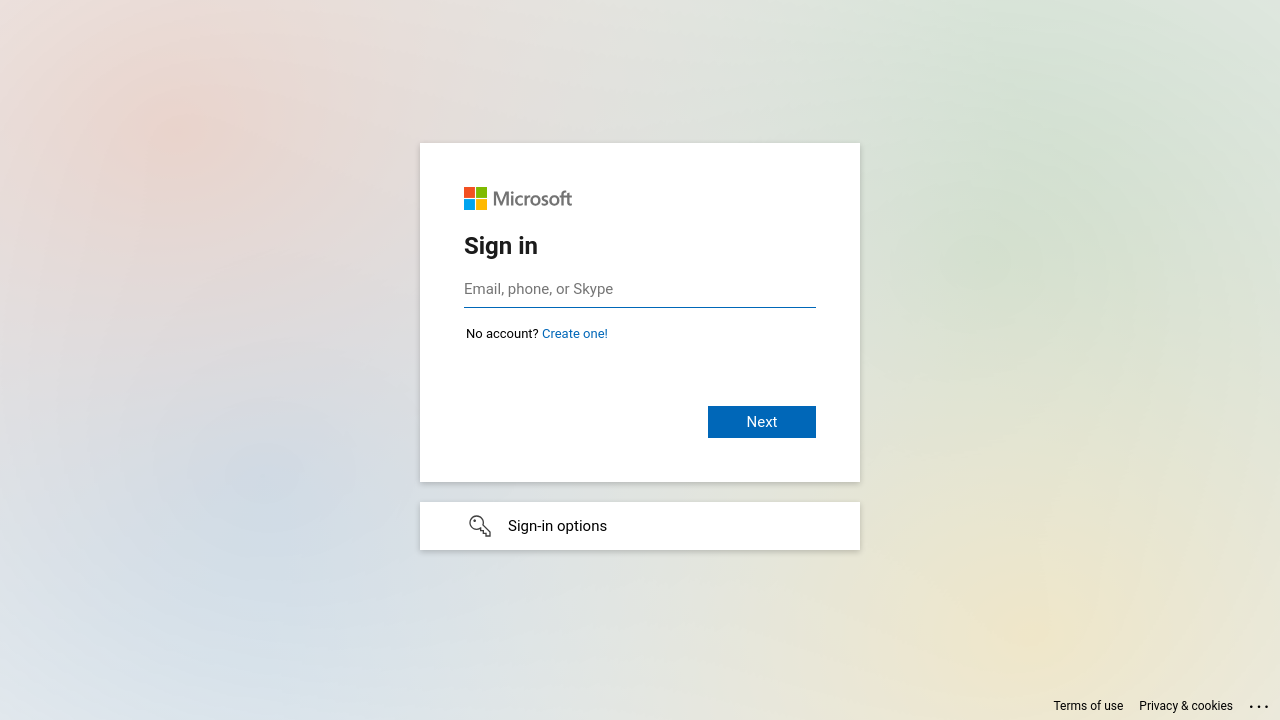 Microsoft
Sign in
Email, phone, or Skype
No account? Create one!
Next
Sign-in options
Terms of use Privacy & cookies ...